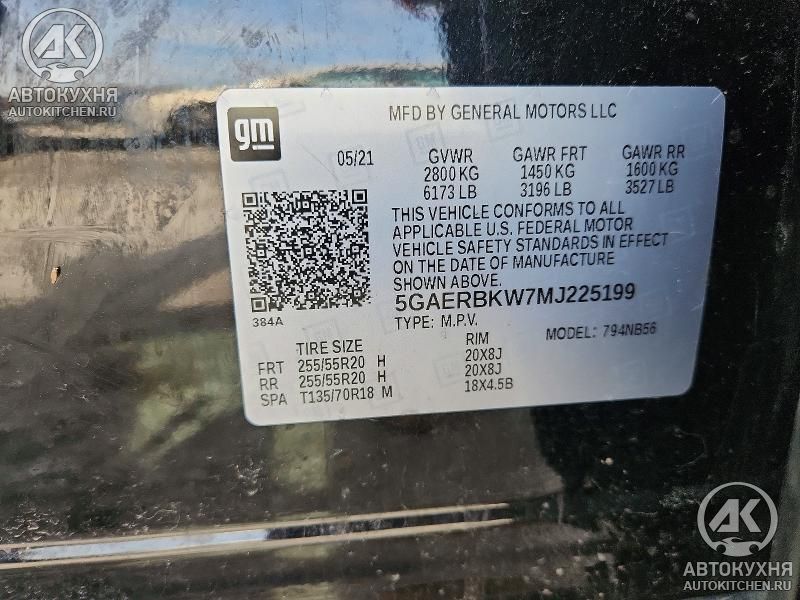 AK
АВТОКУХНЯ
AUTOKITCHEN.RU
gm
MFD BY GENERAL MOTORS LLC
05/21 GVWR GAWR FRT GAWR RR
2800 KG 1450 KG 1600 KG
6173 LB 3196 LB 3527 LB
THIS VEHICLE CONFORMS TO ALL
APPLICABLE U.S. FEDERAL MOTOR
VEHICLE SAFETY STANDARDS IN EFFECT
ON THE DATE OF MANUFACTURE
SHOWN ABOVE.
5GAERBKW7MJ225199
384A
TYPE: M.P.V. MODEL: 794NB56
TIRE SIZE RIM
FRT 255/55R20 H 20X8J
RR 255/55R20 H 20X8J
SPA T135/70R18 M 18X4.5B
AK
АВТОКУХНЯ
AUTOKITCHEN.RU